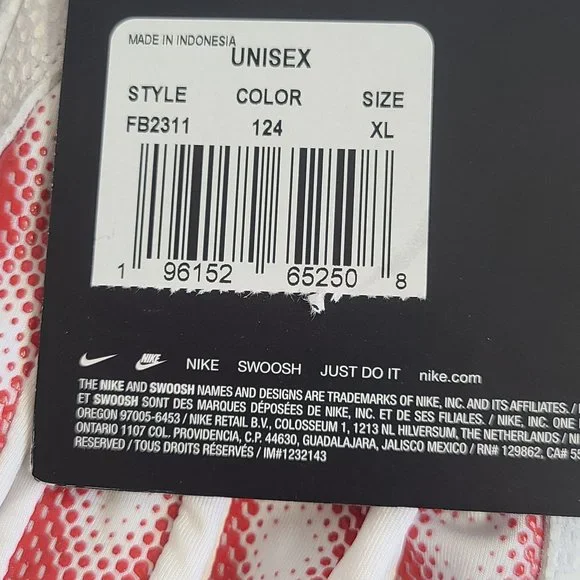 MADE IN INDONESIA
UNISEX
STYLE COLOR SIZE
FB2311 124 XL
1 96152 65250 8
NIKE NIKE SWOOSH JUST DO IT nike.com
THE NIKE AND SWOOSH NAMES AND DESIGNS ARE TRADEMARKS OF NIKE, INC. AND ITS AFFILIATES. /
ET SWOOSH SONT DES MARQUES DÉPOSÉES DE NIKE, INC. ET DE SES FILIALES. / NIKE, INC. ONE
OREGON 97005-6453 / NIKE RETAIL B.V., COLOSSEUM 1, 1213 NL HILVERSUM, THE NETHERLANDS /
ONTARIO 1107 COL. PROVIDENCIA, C.P. 44630, GUADALAJARA, JALISCO MEXICO / RN# 129862, CA# 55
RESERVED / TOUS DROITS RÉSERVÉS / IM#1232143